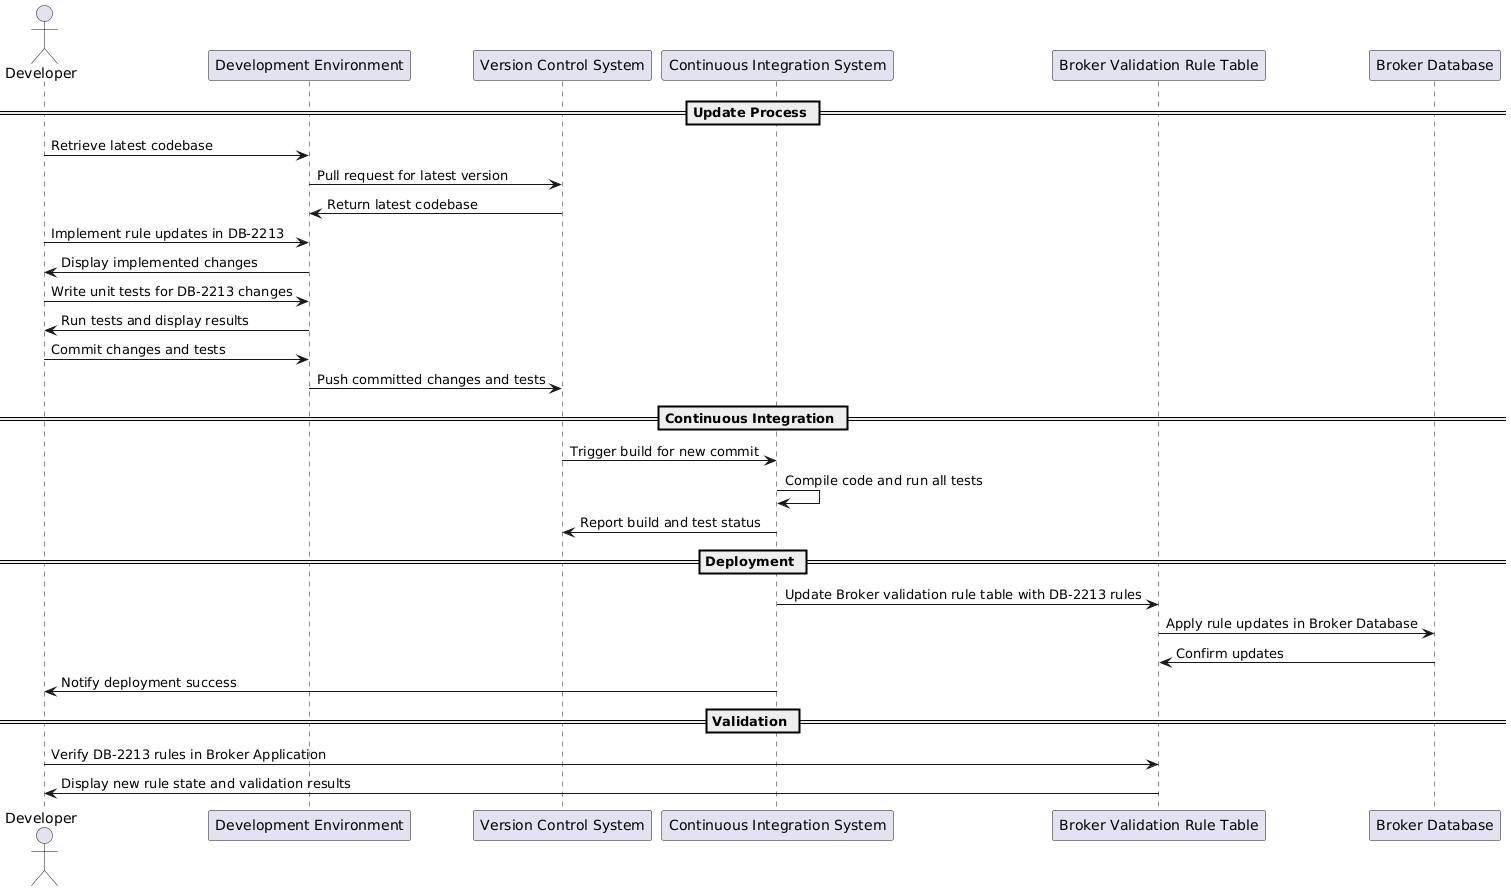 Developer
Development Environment
Version Control System
Continuous Integration System
Broker Validation Rule Table
Broker Database
Update Process
Retrieve latest codebase
Pull request for latest version
Return latest codebase
Implement rule updates in DB-2213
Display implemented changes
Write unit tests for DB-2213 changes
Run tests and display results
Commit changes and tests
Push committed changes and tests
Continuous Integration
Trigger build for new commit
Compile code and run all tests
Report build and test status
Deployment
Update Broker validation rule table with DB-2213 rules
Apply rule updates in Broker Database
Confirm updates
Notify deployment success
Validation
Verify DB-2213 rules in Broker Application
Display new rule state and validation results
Developer
Development Environment
Version Control System
Continuous Integration System
Broker Validation Rule Table
Broker Database